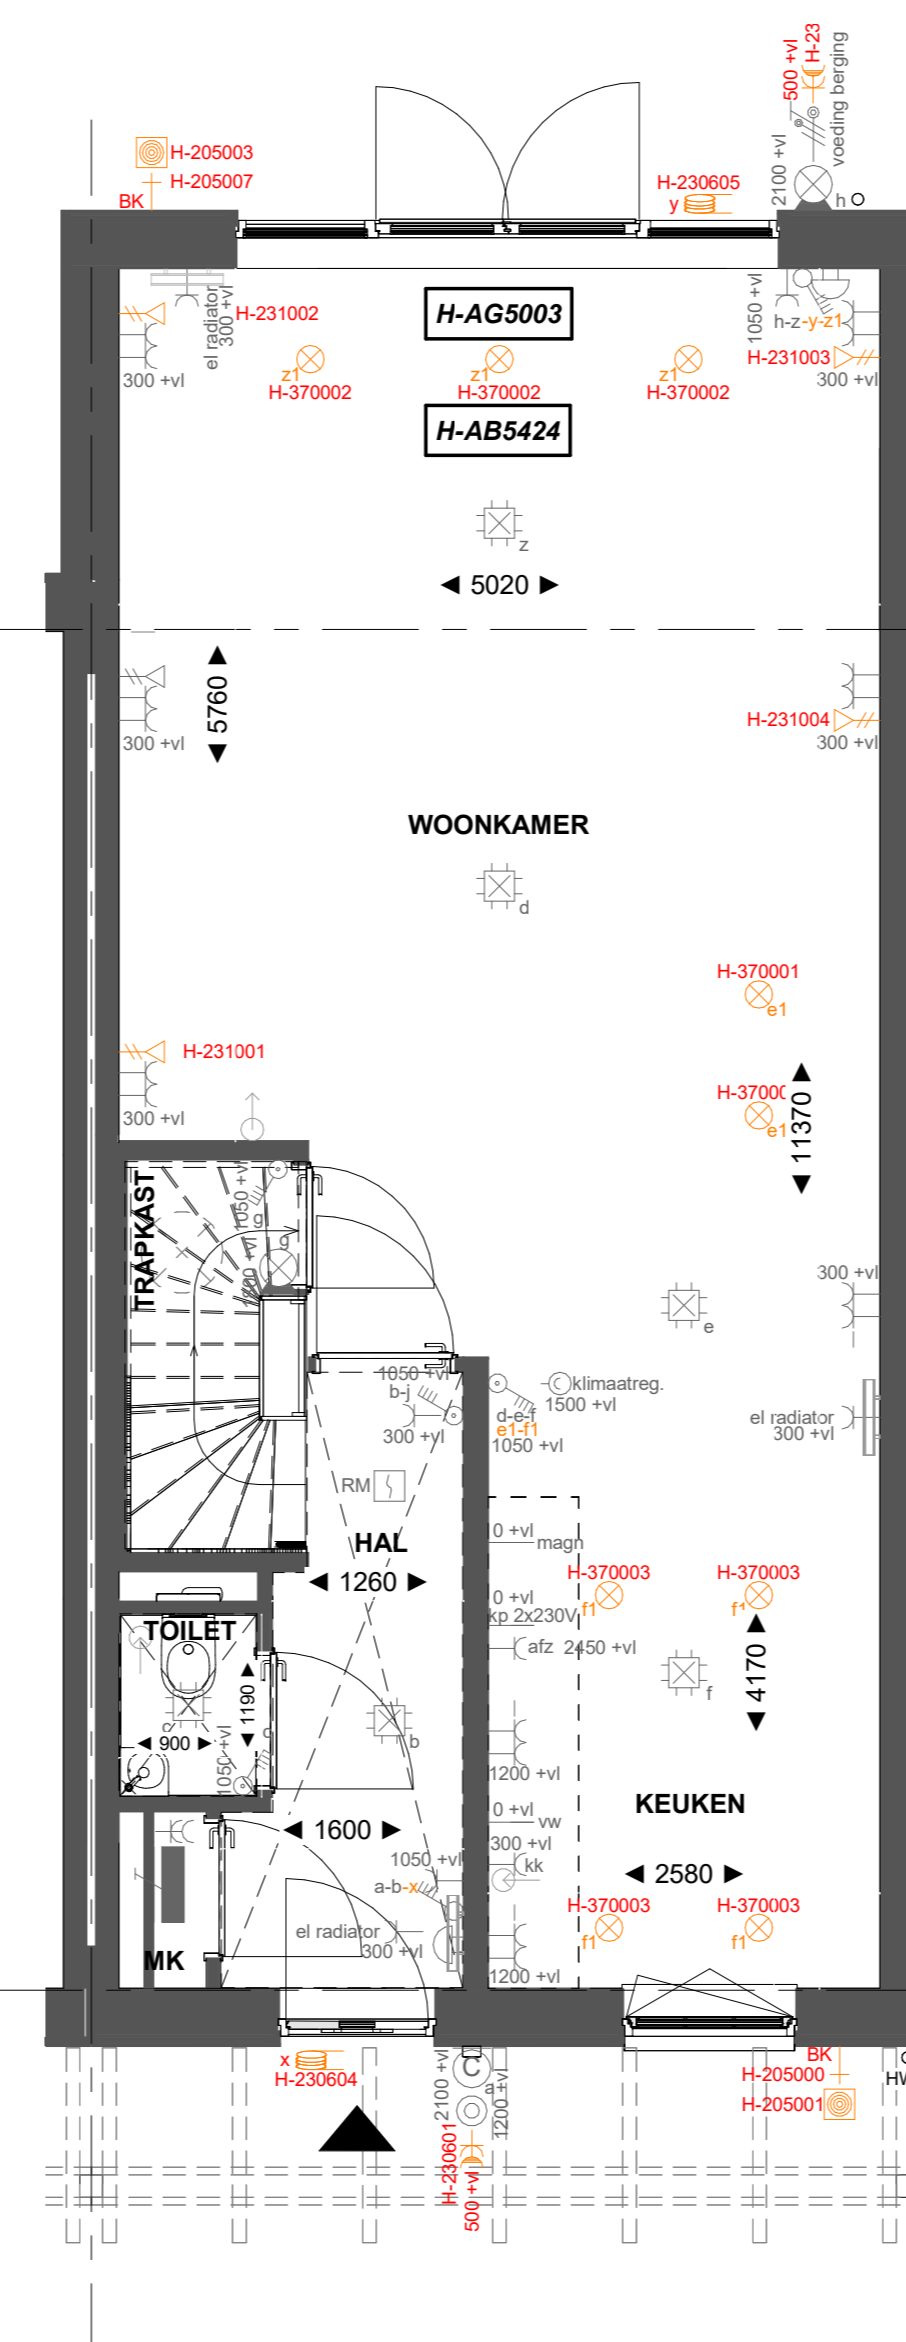 500 +vl
H-23
voeding berging
2100 +vl
h
H-205003
H-205007
BK
H-230605
y
el radiator
300 +vl
H-231002
300 +vl
H-AG5003
1050 +vl
h-z-y-z1
H-231003
300 +vl
z1
H-370002
z1
H-370002
z1
H-370002
H-AB5424
z
5020
5760
300 +vl
H-231004
300 +vl
WOONKAMER
d
H-370001
e1
H-231001
300 +vl
H-3700
e1
11370
TRAPKAST
1050 +vl
g
g
300 +vl
e
1050 +vl
b-j
300 +vl
klimaatreg.
1500 +vl
d-e-f
e1-f1
1050 +vl
el radiator
300 +vl
RM
HAL
1260
0 +vl
magn
H-370003
f1
H-370003
f1
0 +vl
kp 2x230V
afz 2450 +vl
TOILET
1190
900
c
1050 +vl
b
f
4170
1200 +vl
KEUKEN
0 +vl
vw
300 +vl
kk
1600
2580
1050 +vl
a-b-x
el radiator
300 +vl
H-370003
f1
H-370003
f1
MK
1200 +vl
x
H-230604
2100 +vl
C
a
1200 +vl
H-230601
500 +vl
BK
H-205000
H-205001
HW